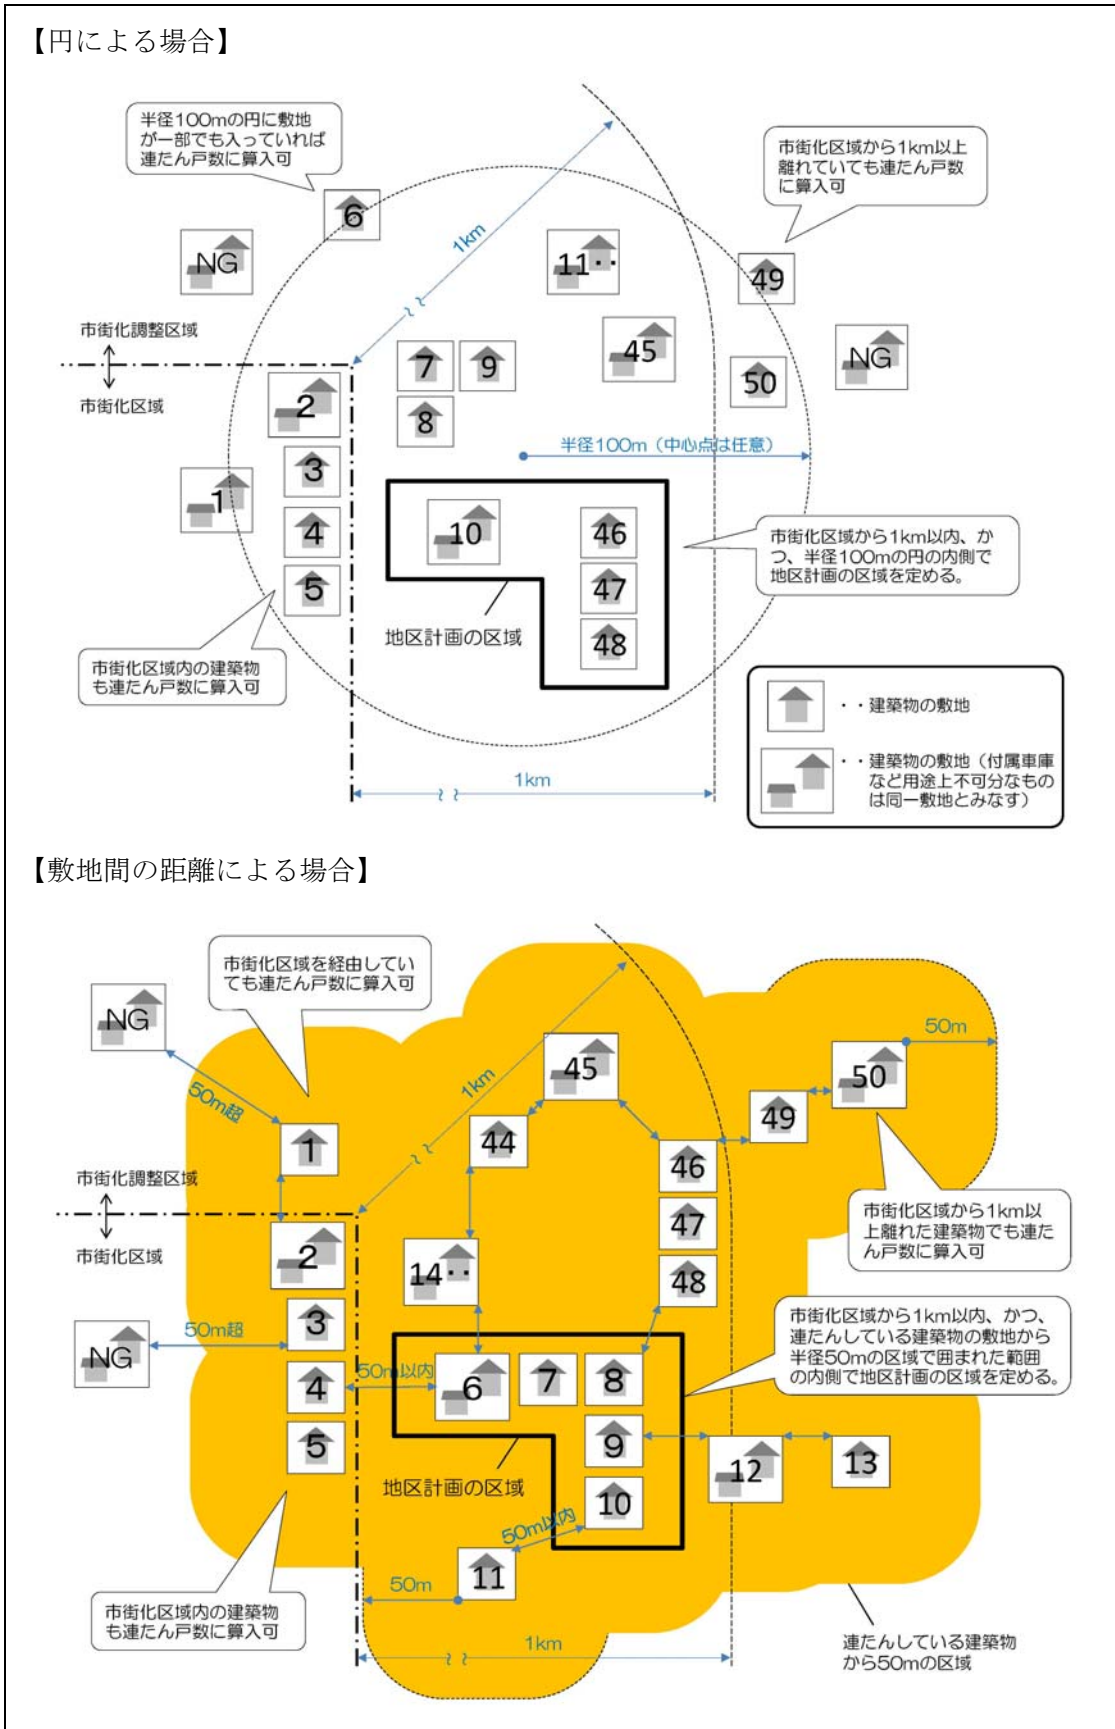 【円による場合】
半径100mの円に敷地
が一部でも入っていれば
連たん戸数に算入可
市街化区域から1km以上
離れていても連たん戸数
に算入可
6
1km
NG
11・・
49
市街化調整区域
市街化区域
7
9
45
NG
50
2
8
半径100m（中心点は任意）
3
1
4
10
46
市街化区域から1km以内、か
つ、半径100mの円の内側で
地区計画の区域を定める。
5
47
地区計画の区域
48
市街化区域内の建築物
も連たん戸数に算入可
・・建築物の敷地
・・建築物の敷地（付属車庫
など用途上不可分なもの
は同一敷地とみなす）
1km
【敷地間の距離による場合】
市街化区域を経由してい
ても連たん戸数に算入可
NG
50m
1km
45
50
50m超
49
44
1
46
市街化調整区域
市街化区域
47
市街化区域から1km以
上離れた建築物でも連た
ん戸数に算入可
2
14・・
48
3
50m超
NG
市街化区域から1km以内、かつ、
連たんしている建築物の敷地から
半径50mの区域で囲まれた範囲
の内側で地区計画の区域を定める。
50m以内
4
6
7
8
5
9
12
13
地区計画の区域
10
50m以内
11
50m
市街化区域内の建築物
も連たん戸数に算入可
1km
連たんしている建築物
から50mの区域